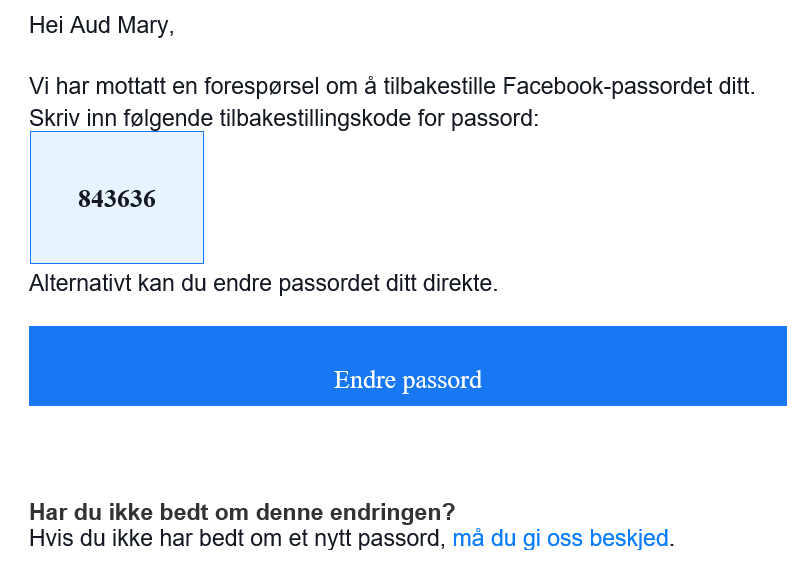 Hei Aud Mary,
Vi har mottatt en forespørsel om å tilbakestille Facebook-passordet ditt.
Skriv inn følgende tilbakestillingskode for passord:
843636
Alternativt kan du endre passordet ditt direkte.
Endre passord
Har du ikke bedt om denne endringen?
Hvis du ikke har bedt om et nytt passord, må du gi oss beskjed.